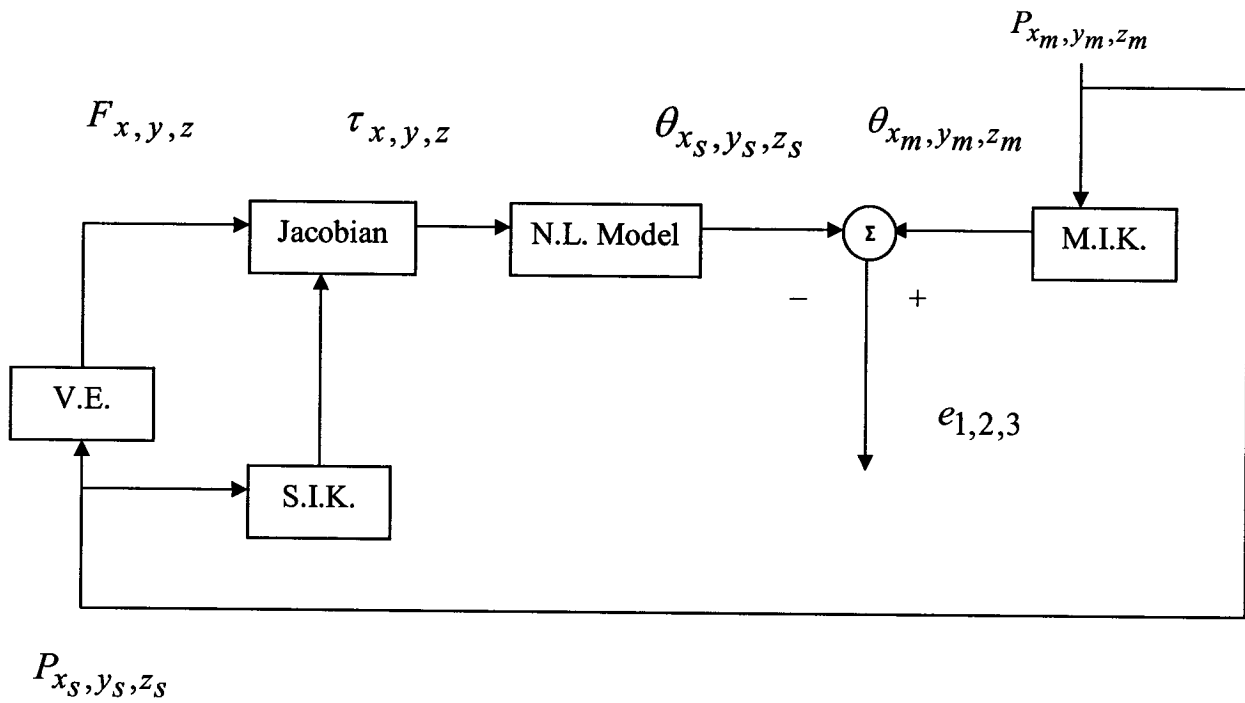 P_{x_m, y_m, z_m}
F_{x, y, z}
τ_{x, y, z}
θ_{x_s, y_s, z_s}
θ_{x_m, y_m, z_m}
Jacobian
N.L. Model
Σ
M.I.K.
− +
V.E.
e_{1,2,3}
S.I.K.
P_{x_s, y_s, z_s}